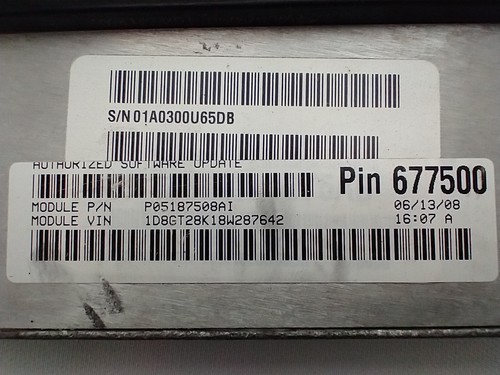 S/N 01A0300U65DB
AUTHORIZED SOFTWARE UPDATE
Pin 677500
MODULE P/N P05187508AI 06/13/08
MODULE VIN 1D8GT28K18W287642 16:07 A